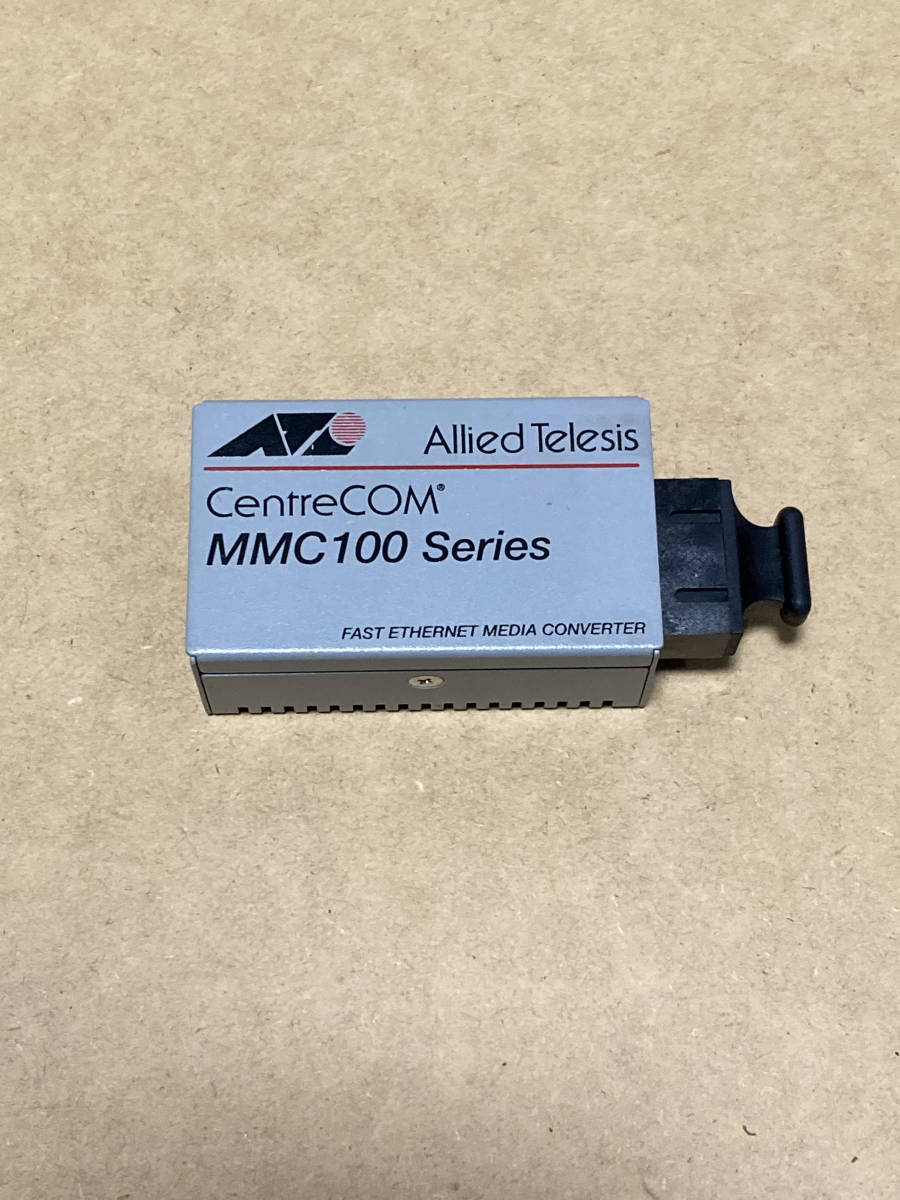 Allied Telesis
CentreCOM®
MMC100 Series
FAST ETHERNET MEDIA CONVERTER